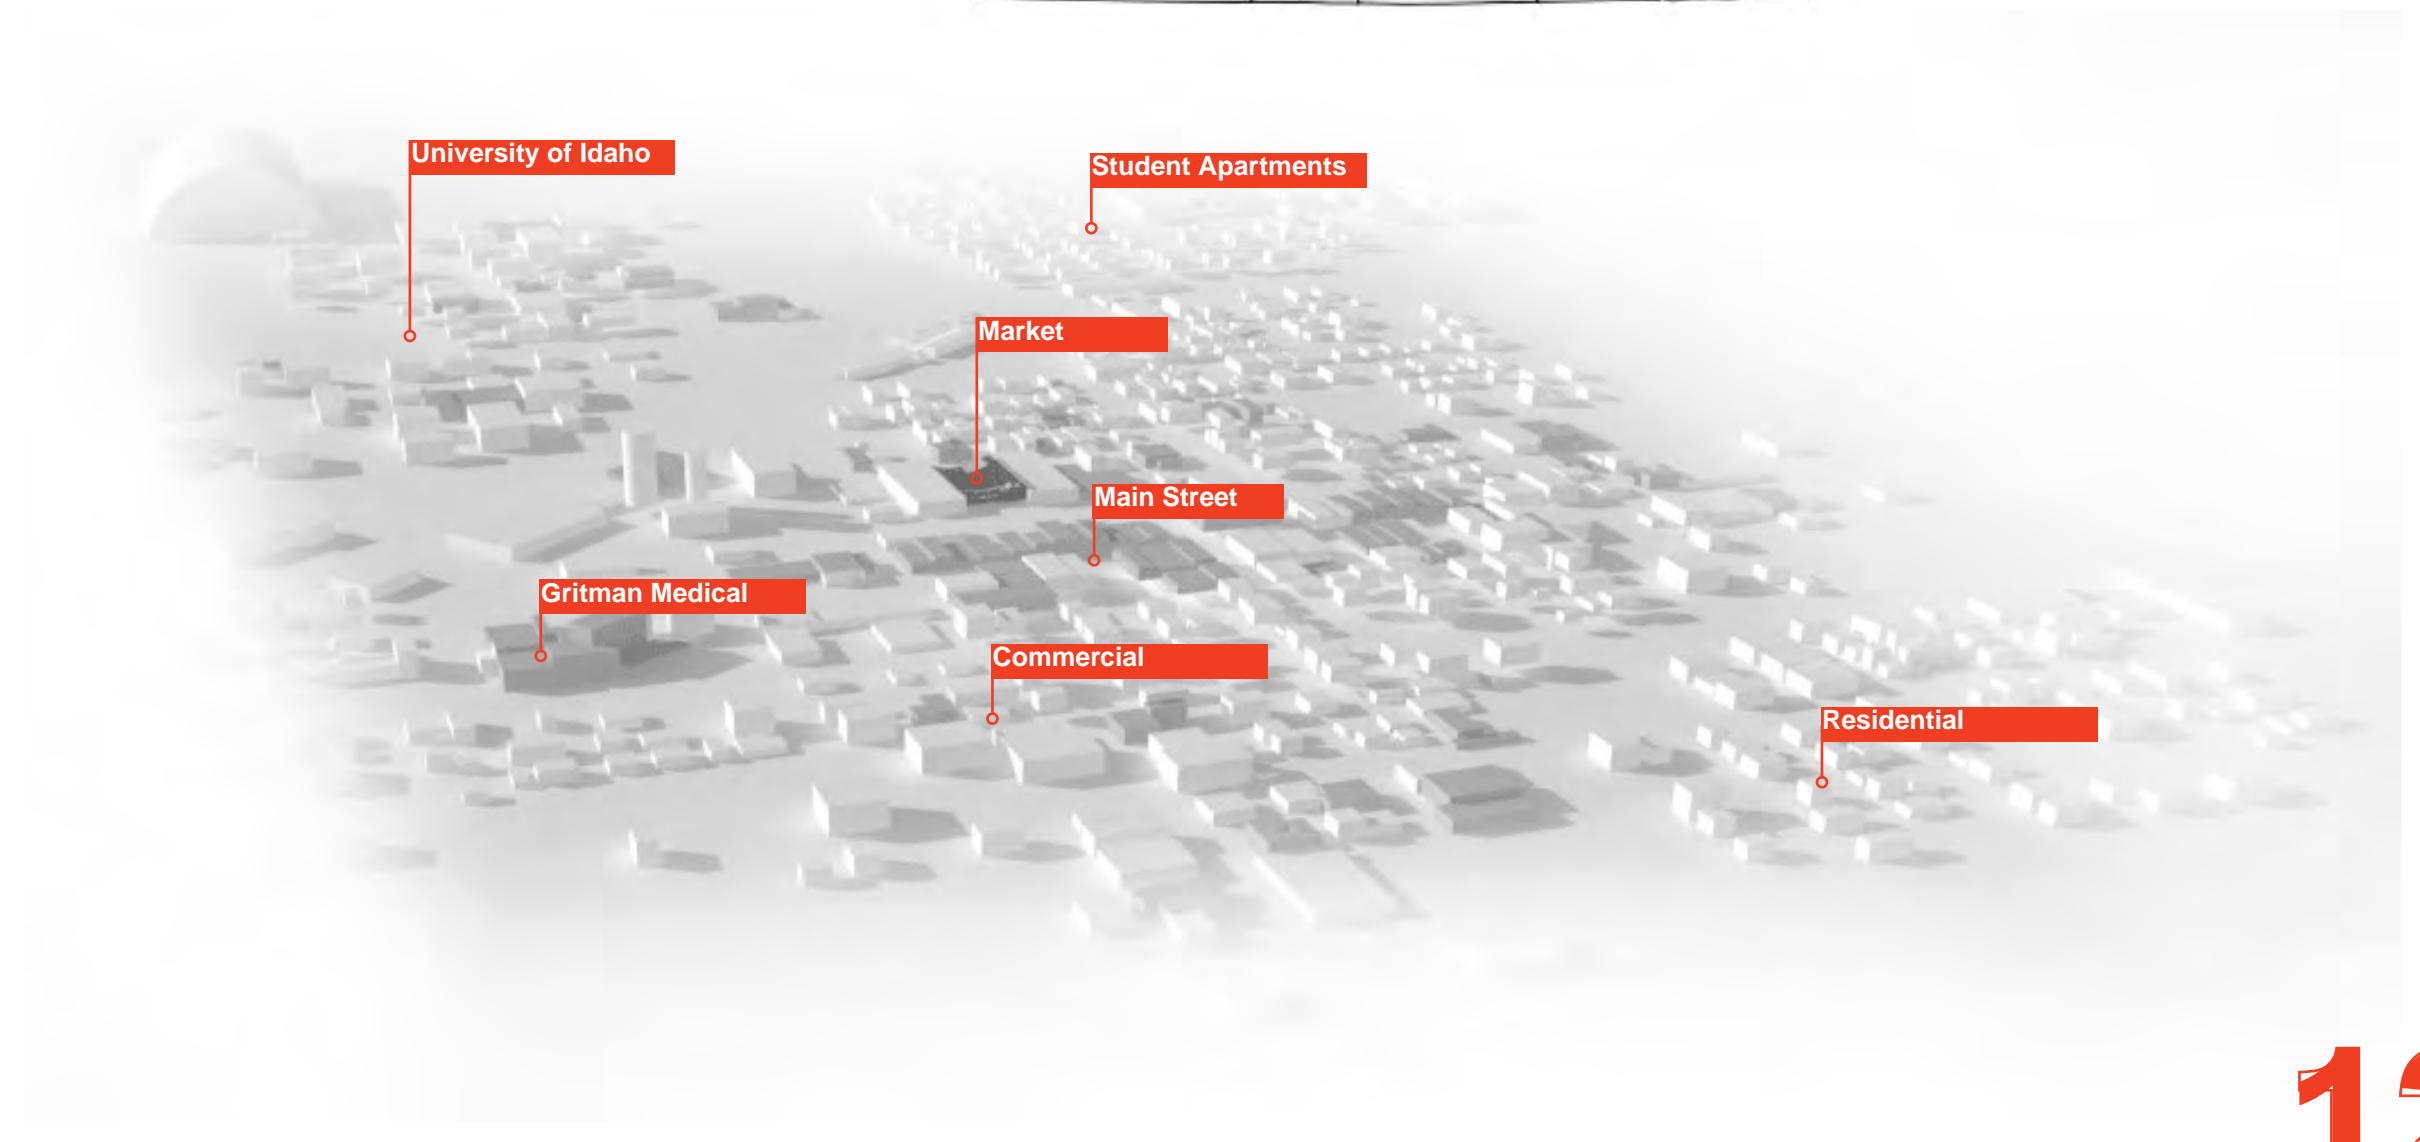 University of Idaho
Student Apartments
Market
Main Street
Gritman Medical
Commercial
Residential